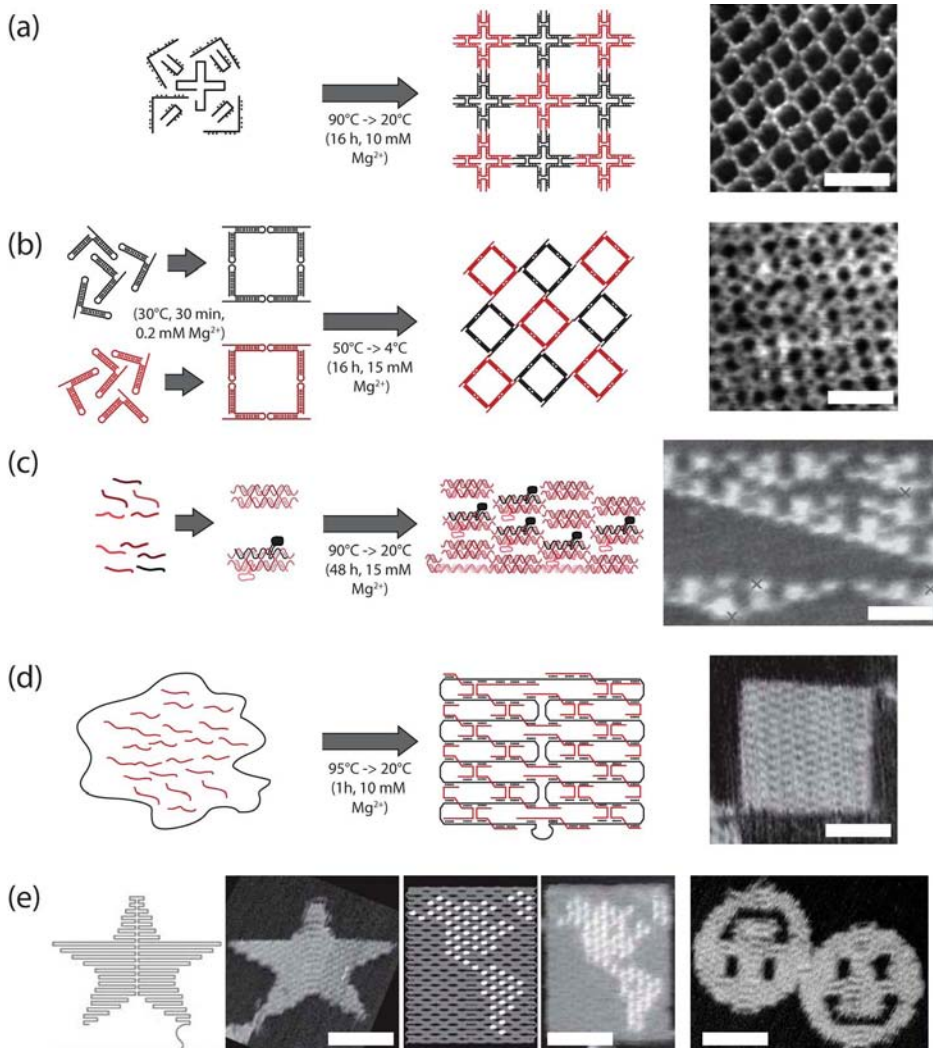 (a)
90°C -> 20°C
(16 h, 10 mM
Mg²⁺)
(b)
(30°C, 30 min,
0.2 mM Mg²⁺)
50°C -> 4°C
(16 h, 15 mM
Mg²⁺)
(c)
90°C -> 20°C
(48 h, 15 mM
Mg²⁺)
(d)
95°C -> 20°C
(1h, 10 mM
Mg²⁺)
(e)